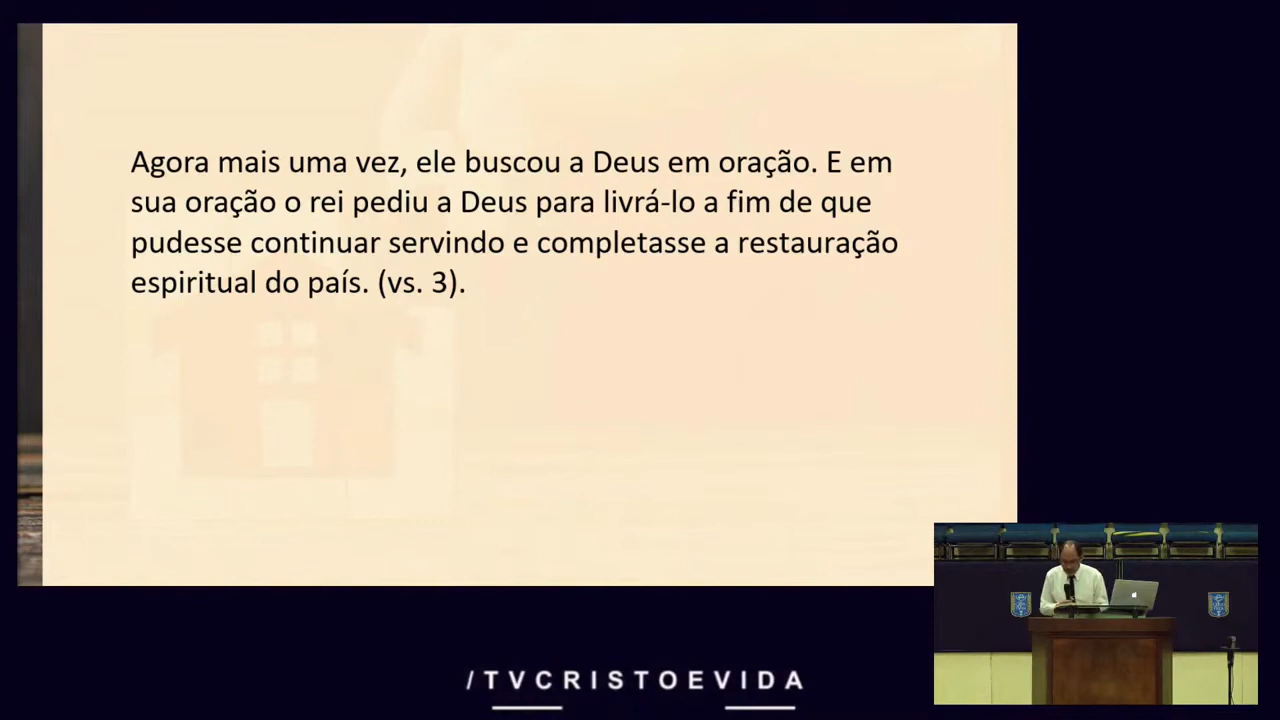 Agora mais uma vez, ele buscou a Deus em oração. E em
sua oração o rei pediu a Deus para livrá-lo a fim de que
pudesse continuar servindo e completasse a restauração
espiritual do país. (vs. 3).
/TVCRISTOEVIDA